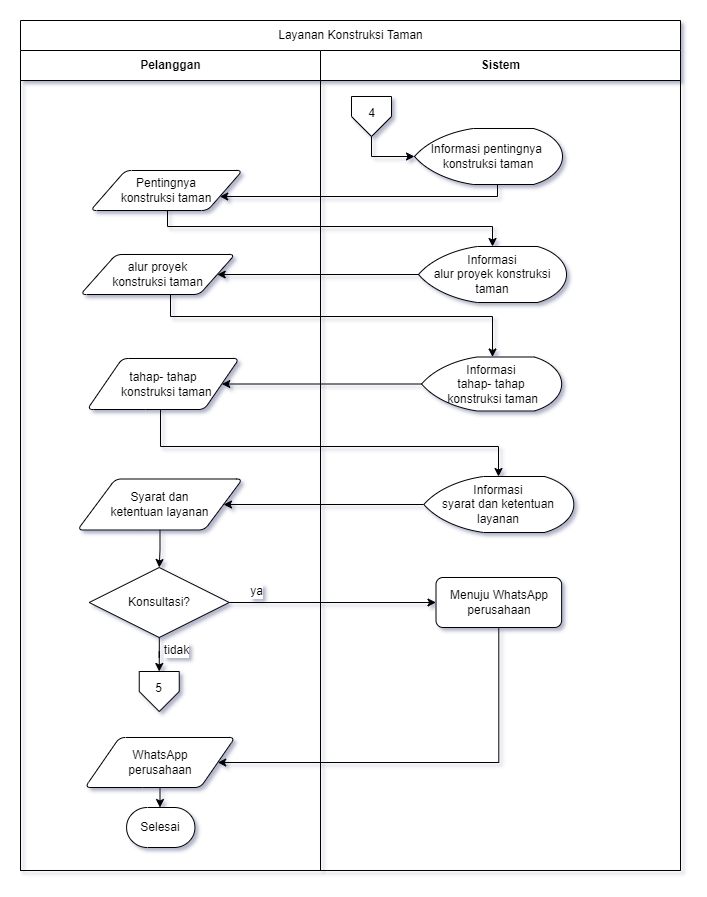 Layanan Konstruksi Taman
Pelanggan
Sistem
4
Informasi pentingnya
konstruksi taman
Pentingnya
konstruksi taman
Informasi
alur proyek konstruksi
taman
alur proyek
konstruksi taman
Informasi
tahap- tahap
konstruksi taman
tahap- tahap
konstruksi taman
Informasi
syarat dan ketentuan
layanan
Syarat dan
ketentuan layanan
Konsultasi?
ya
Menuju WhatsApp
perusahaan
tidak
5
WhatsApp
perusahaan
Selesai